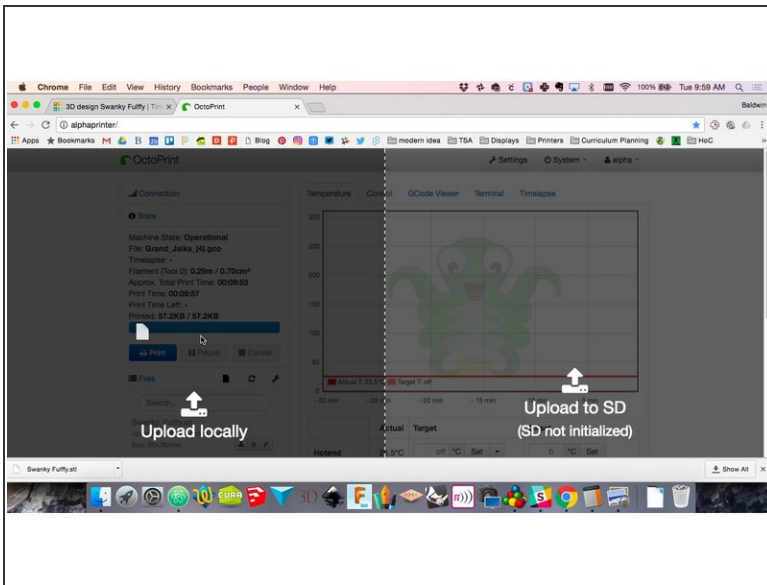 Chrome File Edit View History Bookmarks People Window Help 100% Tue 9:59 AM
3D design Swanky Fulffy | Tin OctoPrint Baldwin
alphaprinter/
Apps Bookmarks Blog modern idea TSA Displays Printers Curriculum Planning HoC
OctoPrint Settings System alpha
Connection
State
Machine State: Operational
File: Grand_Jaiks_(4).gco
Timelapse: -
Filament (Tool 0): 0.29m / 0.70cm³
Approx. Total Print Time: 00:09:53
Print Time: 00:09:57
Print Time Left: -
Printed: 57.2KB / 57.2KB
Print Pause Cancel
Files
Search...
Upload locally
Temperature Control GCode Viewer Terminal Timelapse
300
250
200
150
100
50
0
Actual T: 25.5°C Target T: off
- 30 min - 25 min - 20 min - 15 min
Upload to SD
(SD not initialized)
Actual Target
Hotend 25.5°C off °C Set 0 °C Set
Swanky Fulffy.stl Show All